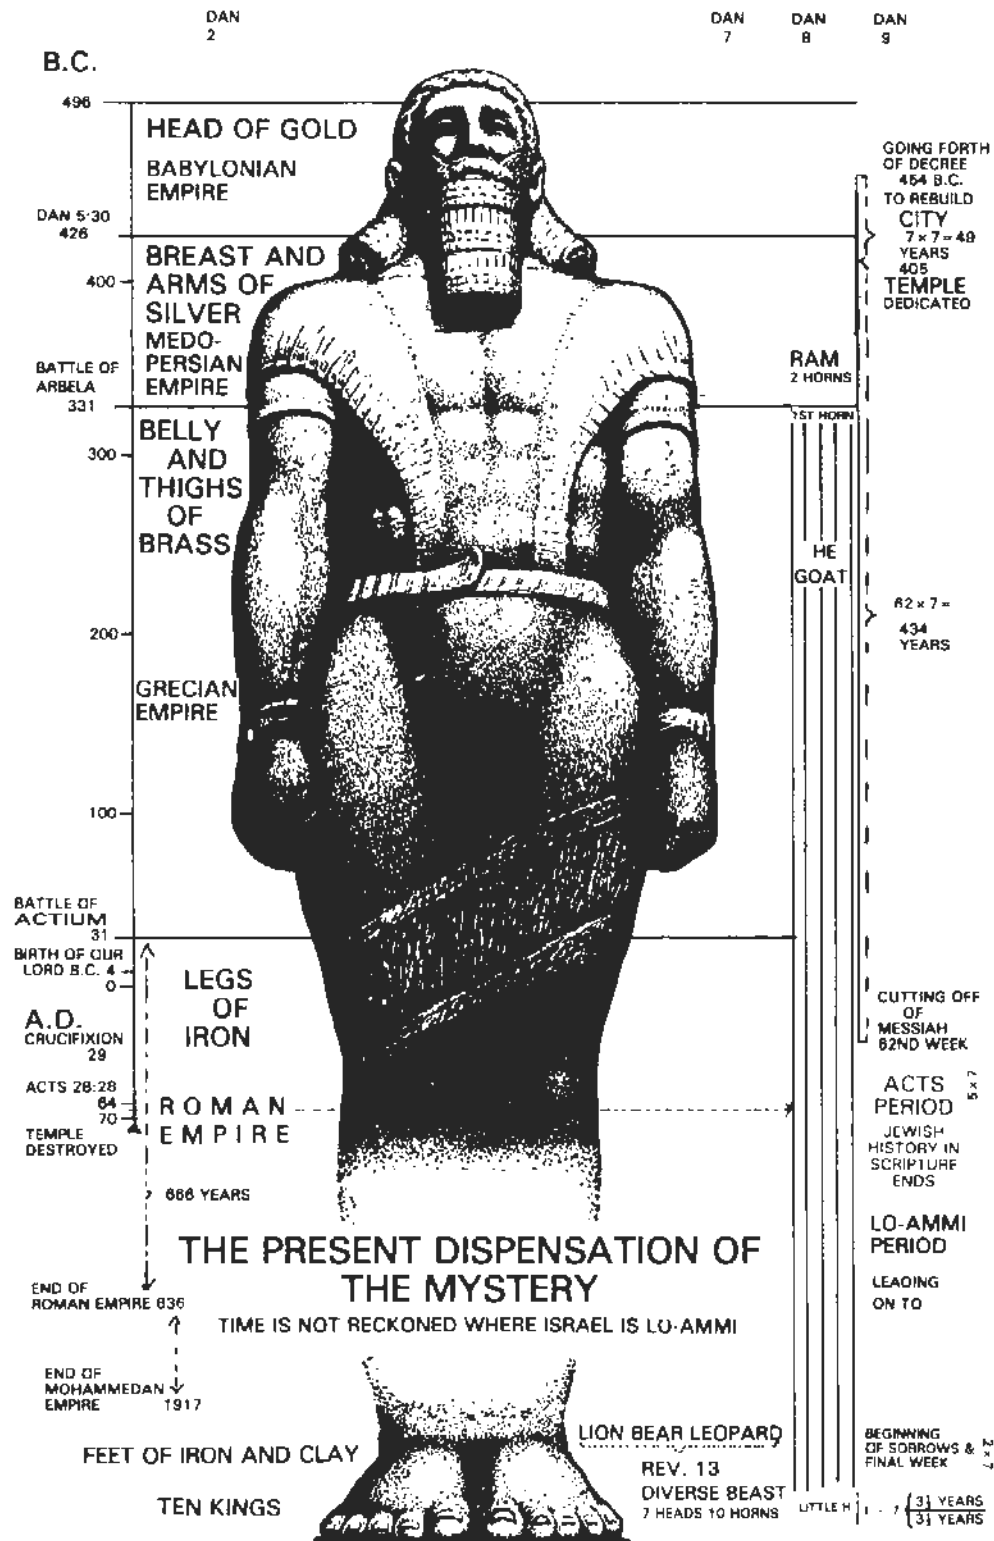 DAN
2
DAN
7
DAN
8
DAN
9
B.C.
496
HEAD OF GOLD
BABYLONIAN
EMPIRE
DAN 5·30
426
BREAST AND
ARMS OF
SILVER
MEDO-
PERSIAN
EMPIRE
400
BATTLE OF
ARBELA
331
BELLY
AND
THIGHS
OF
BRASS
300
200
GRECIAN
EMPIRE
100
BATTLE OF
ACTIUM
31
BIRTH OF OUR
LORD B.C. 4
0
A.D.
CRUCIFIXION
29
LEGS
OF
IRON
ACTS 28:28
64
70
TEMPLE
DESTROYED
ROMAN
EMPIRE
666 YEARS
THE PRESENT DISPENSATION OF
THE MYSTERY
TIME IS NOT RECKONED WHERE ISRAEL IS LO-AMMI
END OF
ROMAN EMPIRE 636
END OF
MOHAMMEDAN
EMPIRE 1917
FEET OF IRON AND CLAY
TEN KINGS
LION BEAR LEOPARD
REV. 13
DIVERSE BEAST
7 HEADS 10 HORNS
RAM
2 HORNS
1ST HORN
HE
GOAT
LITTLE H
GOING FORTH
OF DECREE
454 B.C.
TO REBUILD
CITY
7 × 7 = 49
YEARS
405
TEMPLE
DEDICATED
62 × 7 =
434
YEARS
CUTTING OFF
OF
MESSIAH
62ND WEEK
ACTS
PERIOD
5 × 7
JEWISH
HISTORY IN
SCRIPTURE
ENDS
LO-AMMI
PERIOD
LEADING
ON TO
BEGINNING
OF SORROWS &
FINAL WEEK
2 × 7
1 - 7
3½ YEARS
3½ YEARS